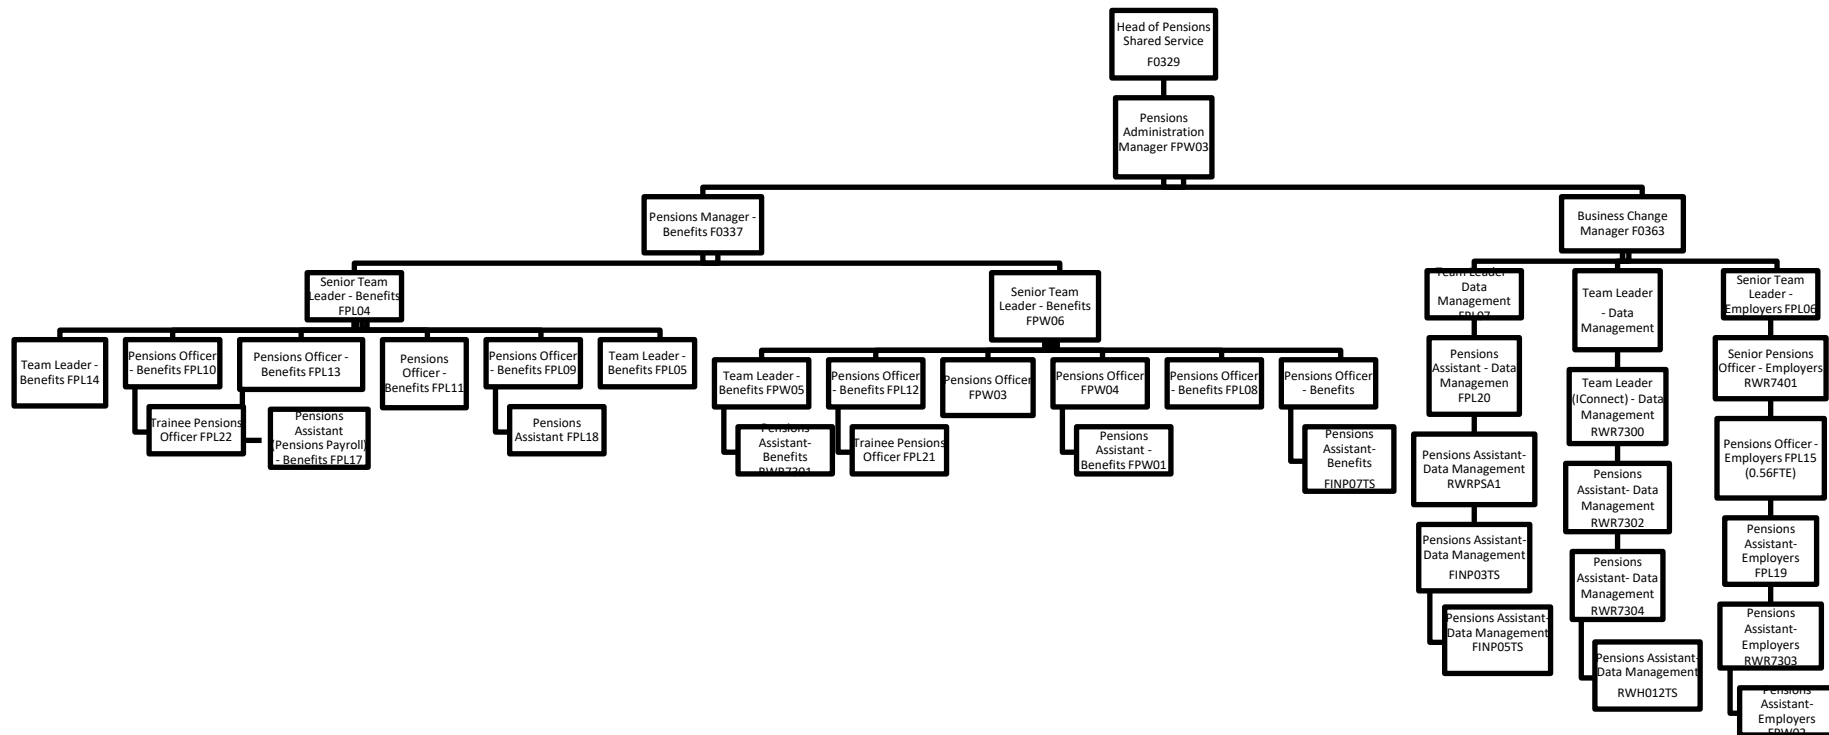 Head of Pensions
Shared Service
F0329
Pensions
Administration
Manager FPW03
Pensions Manager -
Benefits F0337
Business Change
Manager F0363
Senior Team
Leader - Benefits
FPL04
Senior Team
Leader - Benefits
FPW06
Team Leader -
Data
Management
FPL07
Team Leader
- Data
Management
Senior Team
Leader -
Employers FPL06
Team Leader -
Benefits FPL14
Pensions Officer
- Benefits FPL10
Pensions Officer -
Benefits FPL13
Pensions
Officer -
Benefits FPL11
Pensions Officer
- Benefits FPL09
Team Leader -
Benefits FPL05
Trainee Pensions
Officer FPL22
Pensions
Assistant
(Pensions Payroll)
- Benefits FPL17
Pensions
Assistant FPL18
Team Leader -
Benefits FPW05
Pensions Officer
- Benefits FPL12
Pensions Officer
FPW03
Pensions Officer
FPW04
Pensions Officer
- Benefits FPL08
Pensions Officer
- Benefits
Pensions
Assistant-
Benefits
RWR7301
Trainee Pensions
Officer FPL21
Pensions
Assistant -
Benefits FPW01
Pensions
Assistant-
Benefits
FINP07TS
Pensions
Assistant - Data
Managemen
FPL20
Pensions Assistant-
Data Management
RWRPSA1
Pensions Assistant-
Data Management
FINP03TS
Pensions Assistant-
Data Management
FINP05TS
Team Leader
(IConnect) - Data
Management
RWR7300
Pensions
Assistant- Data
Management
RWR7302
Pensions
Assistant- Data
Management
RWR7304
Pensions Assistant-
Data Management
RWH012TS
Senior Pensions
Officer - Employers
RWR7401
Pensions Officer -
Employers FPL15
(0.56FTE)
Pensions
Assistant-
Employers
FPL19
Pensions
Assistant-
Employers
RWR7303
Pensions
Assistant-
Employers
FPW02